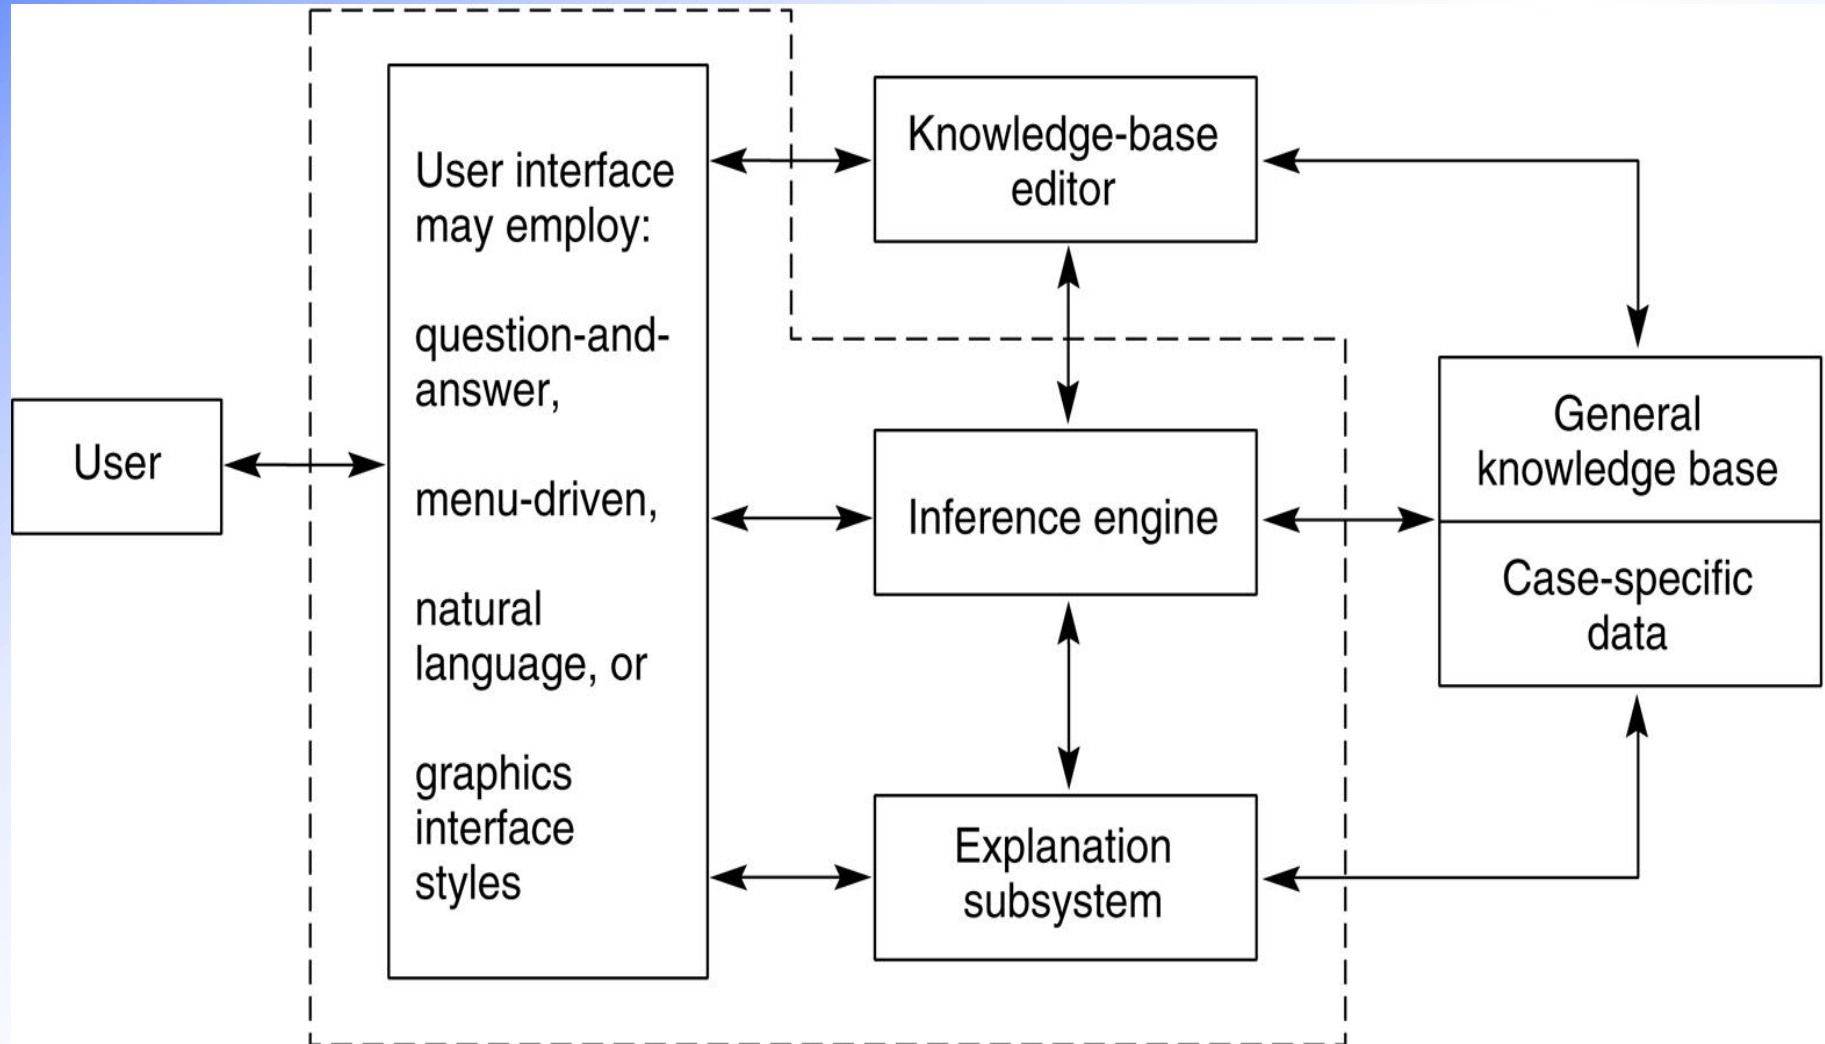 User
User interface
may employ:
question-and-
answer,
menu-driven,
natural
language, or
graphics
interface
styles
Knowledge-base
editor
Inference engine
Explanation
subsystem
General
knowledge base
Case-specific
data